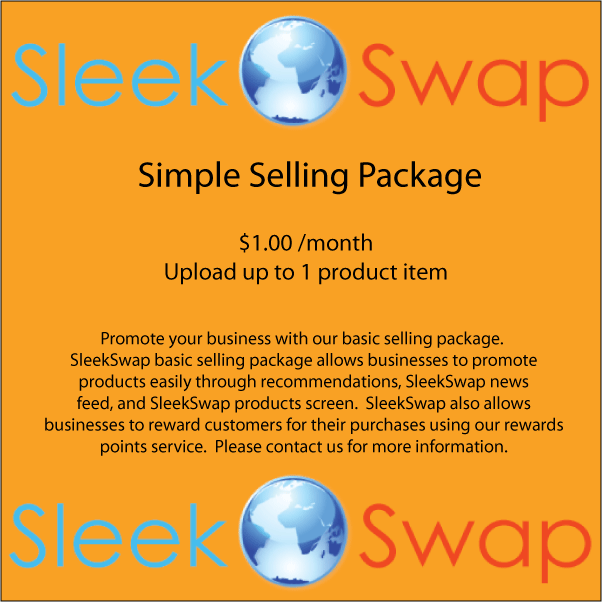 Sleek Swap
Simple Selling Package
$1.00 /month
Upload up to 1 product item
Promote your business with our basic selling package.
SleekSwap basic selling package allows businesses to promote
products easily through recommendations, SleekSwap news
feed, and SleekSwap products screen.  SleekSwap also allows
businesses to reward customers for their purchases using our rewards
points service.  Please contact us for more information.
Sleek Swap